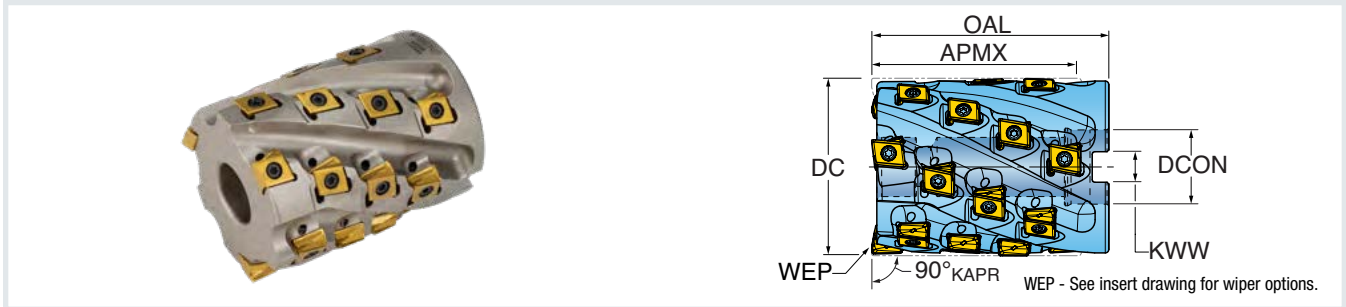 OAL
APMX
DC
DCON
KWW
WEP
90° KAPR
WEP - See insert drawing for wiper options.